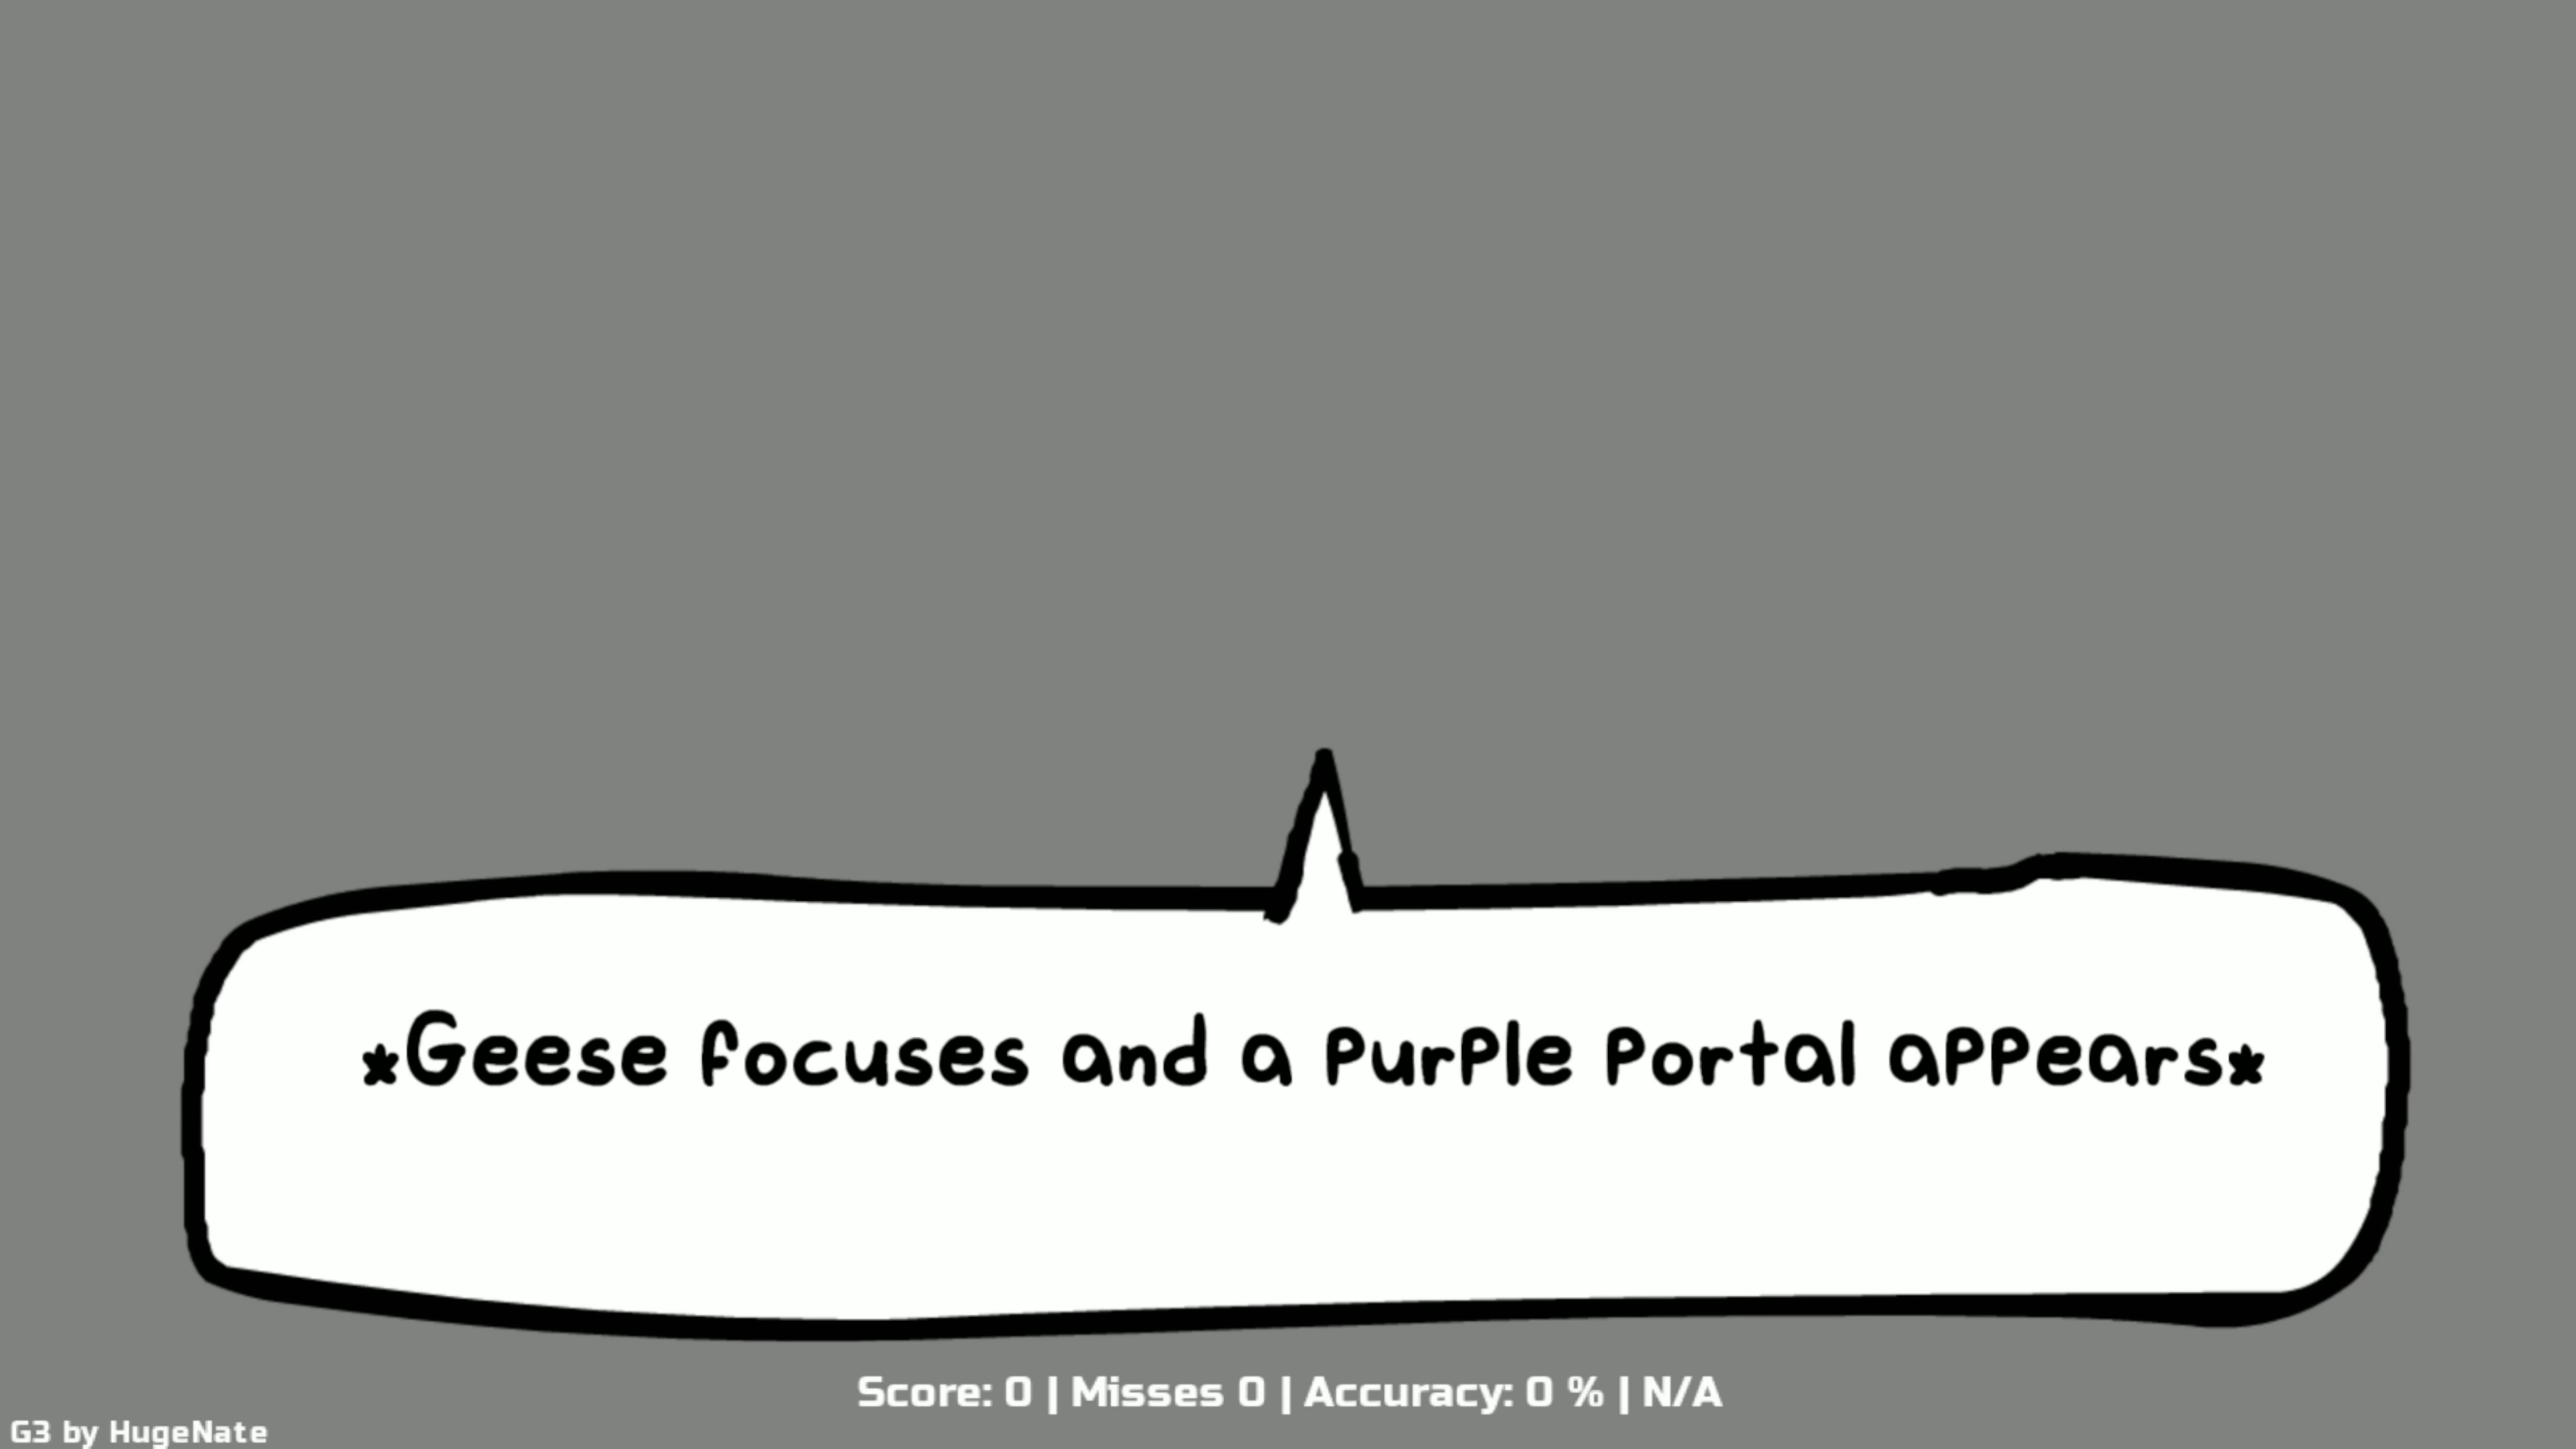 *Geese focuses and a purple portal appears*
Score: 0 | Misses 0 | Accuracy: 0 % | N/A
G3 by HugeNate